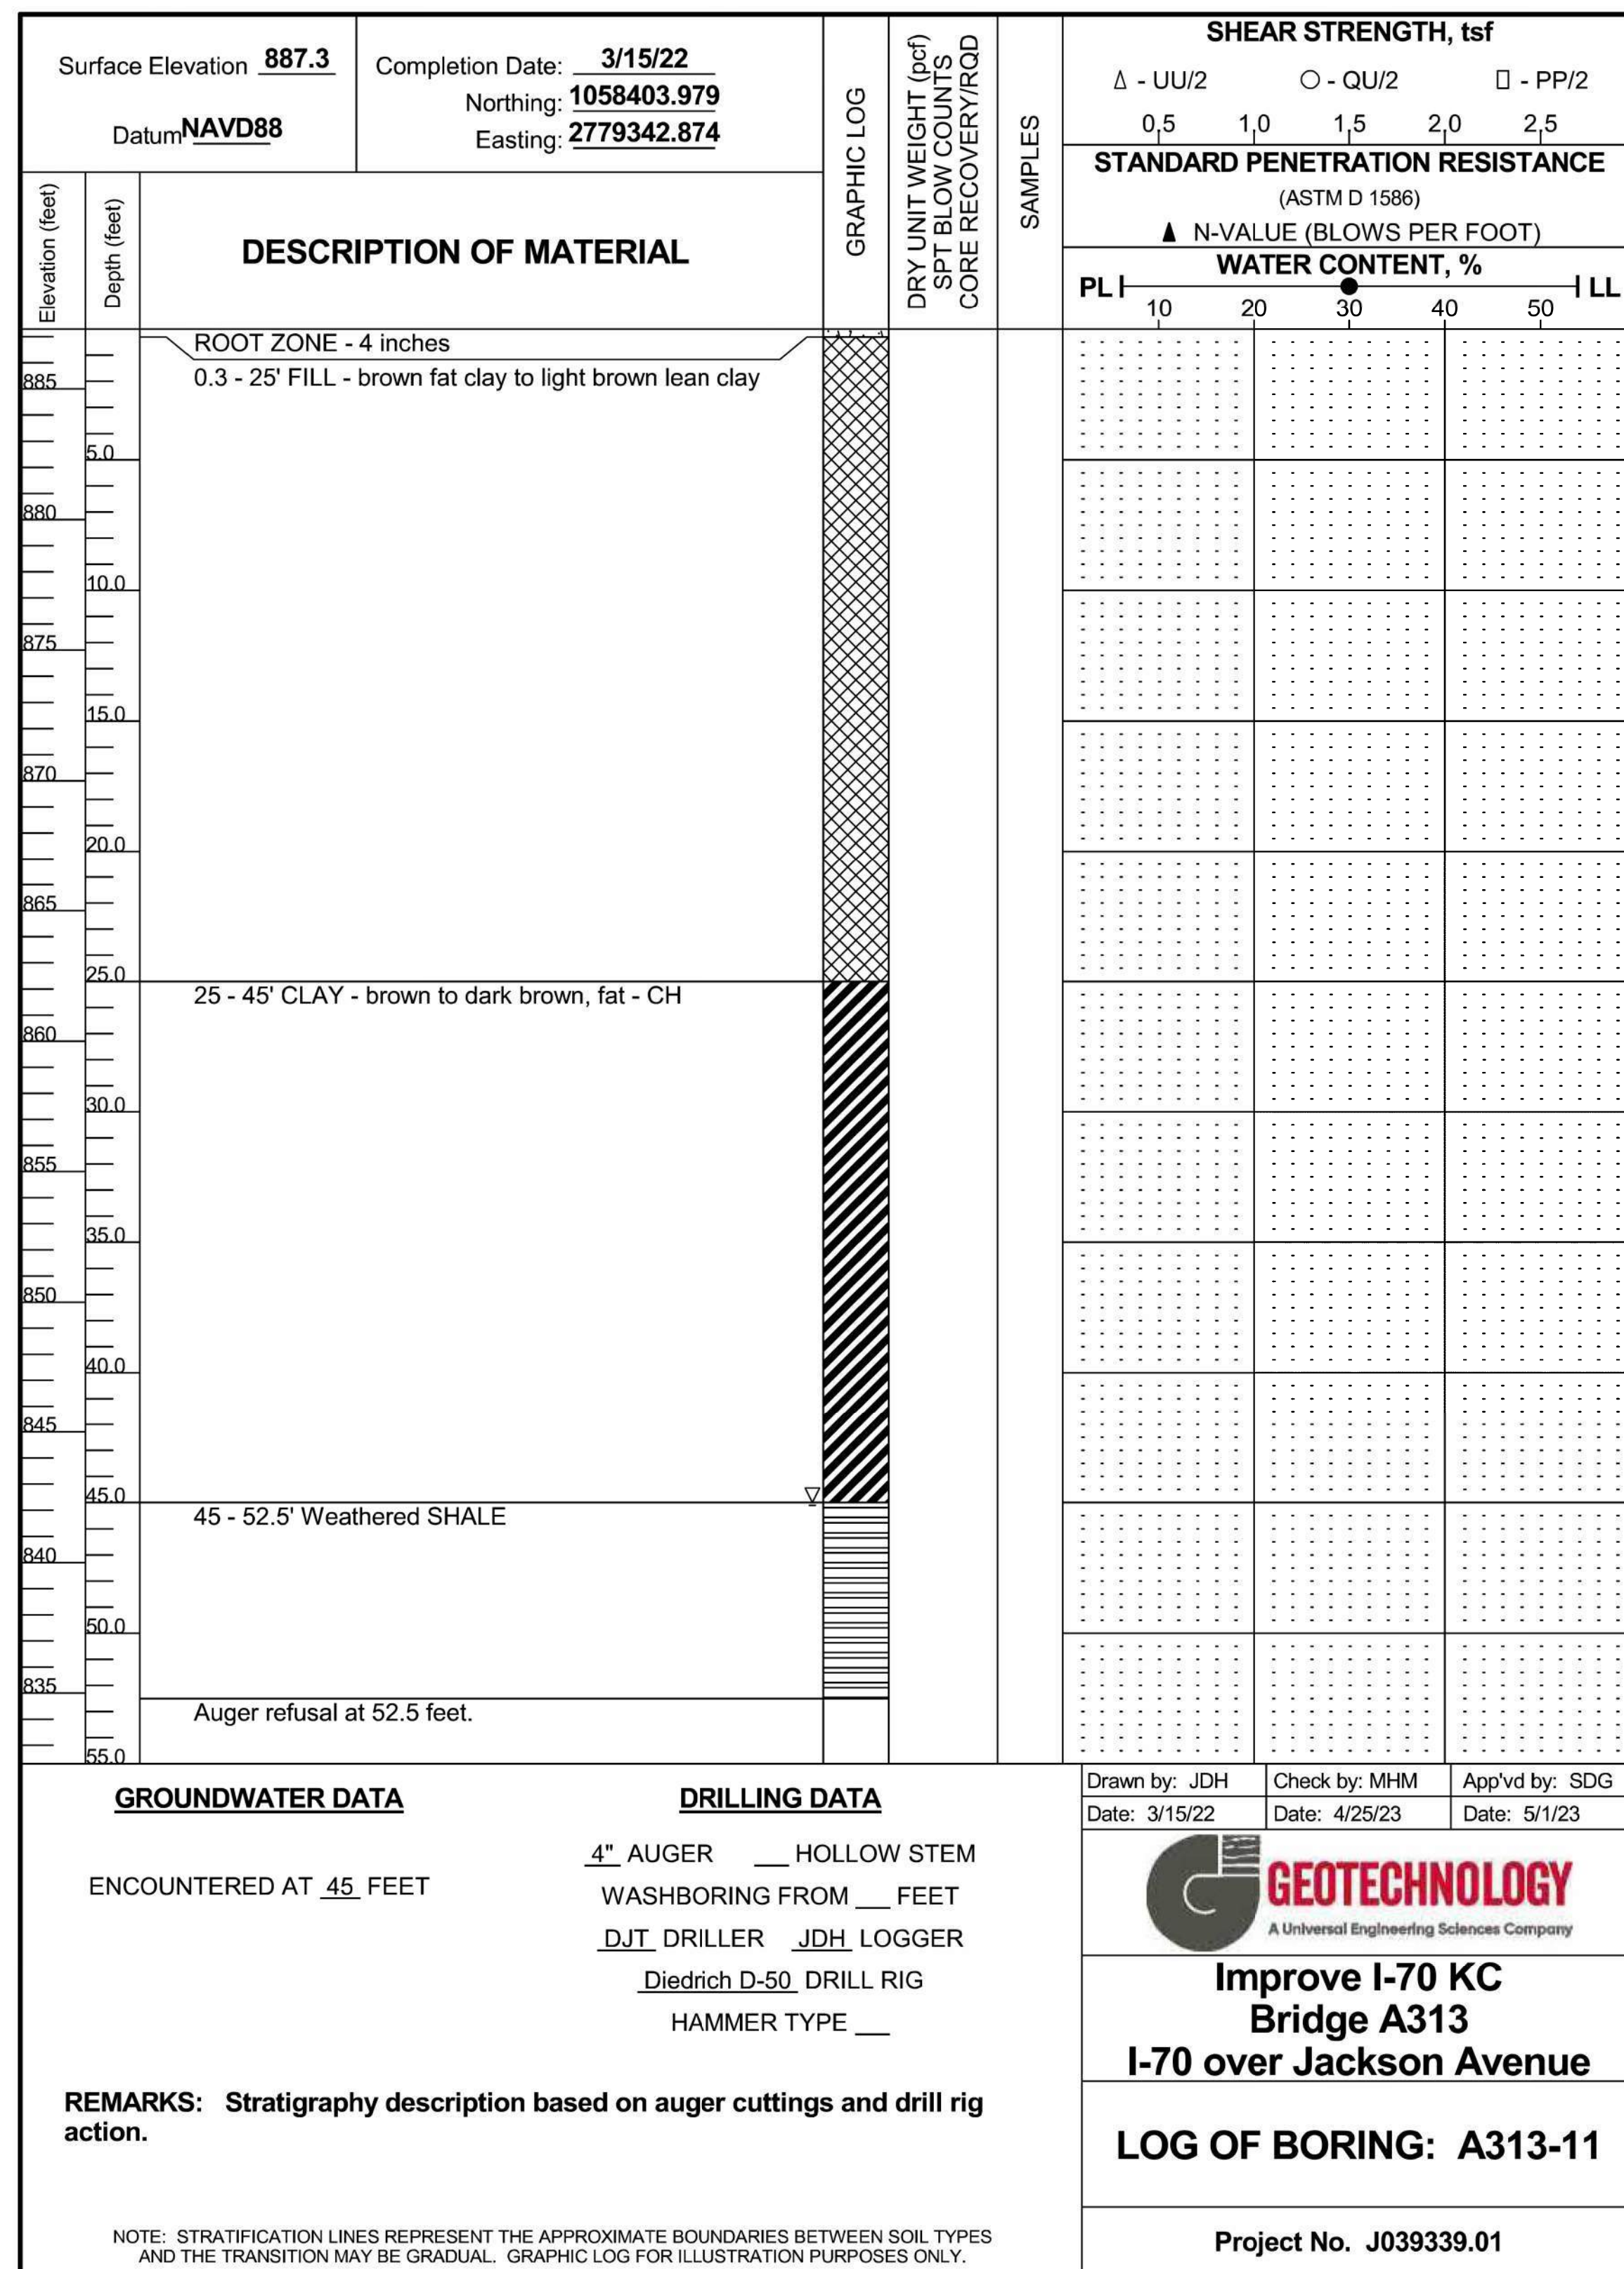 Surface Elevation 887.3
Datum NAVD88
Completion Date: 3/15/22
Northing: 1058403.979
Easting: 2779342.874
GRAPHIC LOG
DRY UNIT WEIGHT (pcf)
SPT BLOW COUNTS
CORE RECOVERY/RQD
SAMPLES
SHEAR STRENGTH, tsf
Δ - UU/2 ○ - QU/2 □ - PP/2
0,5 1,0 1,5 2,0 2,5
STANDARD PENETRATION RESISTANCE
(ASTM D 1586)
▲ N-VALUE (BLOWS PER FOOT)
WATER CONTENT, %
PL LL
10 20 30 40 50
Elevation (feet)
Depth (feet)
DESCRIPTION OF MATERIAL
ROOT ZONE - 4 inches
885
0.3 - 25' FILL - brown fat clay to light brown lean clay
5.0
880
10.0
875
15.0
870
20.0
865
25.0
25 - 45' CLAY - brown to dark brown, fat - CH
860
30.0
855
35.0
850
40.0
845
45.0
45 - 52.5' Weathered SHALE
840
50.0
835
Auger refusal at 52.5 feet.
55.0
GROUNDWATER DATA
ENCOUNTERED AT 45 FEET
DRILLING DATA
4" AUGER ___ HOLLOW STEM
WASHBORING FROM ___ FEET
DJT DRILLER JDH LOGGER
Diedrich D-50 DRILL RIG
HAMMER TYPE ___
REMARKS: Stratigraphy description based on auger cuttings and drill rig
action.
NOTE: STRATIFICATION LINES REPRESENT THE APPROXIMATE BOUNDARIES BETWEEN SOIL TYPES
AND THE TRANSITION MAY BE GRADUAL. GRAPHIC LOG FOR ILLUSTRATION PURPOSES ONLY.
Drawn by: JDH Check by: MHM App'vd by: SDG
Date: 3/15/22 Date: 4/25/23 Date: 5/1/23
GEOTECHNOLOGY
A Universal Engineering Sciences Company
Improve I-70 KC
Bridge A313
I-70 over Jackson Avenue
LOG OF BORING: A313-11
Project No. J039339.01